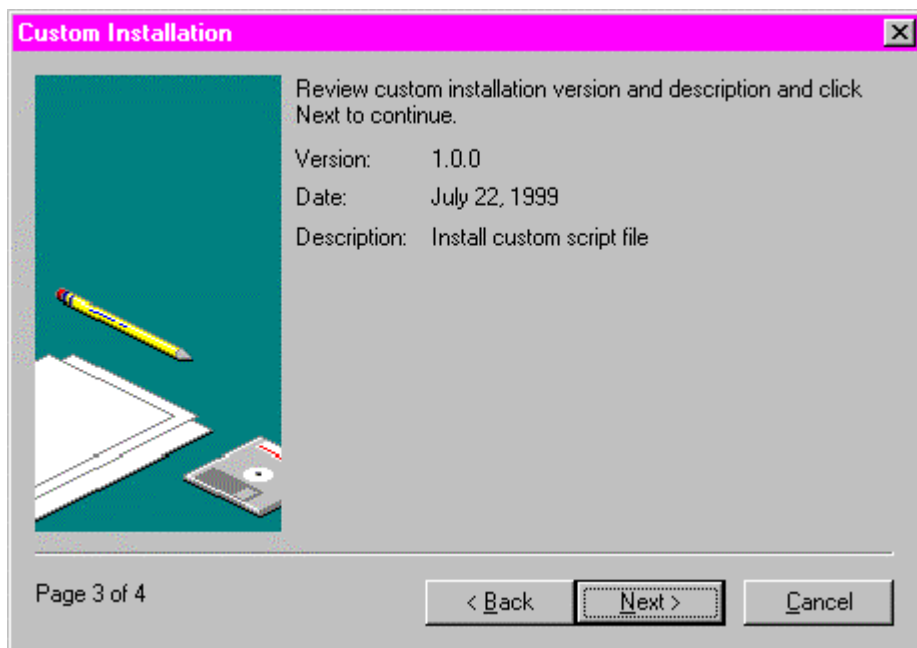 Custom Installation
Review custom installation version and description and click
Next to continue.
Version: 1.0.0
Date: July 22, 1999
Description: Install custom script file
Page 3 of 4
< Back
Next >
Cancel